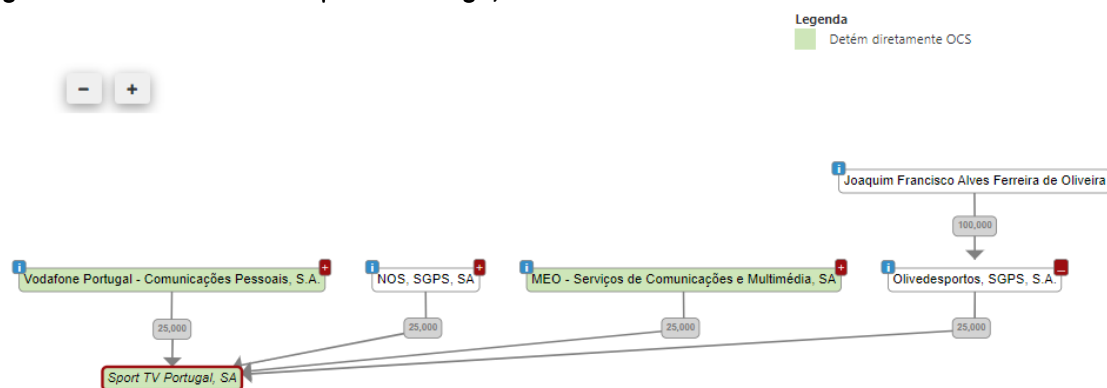 Legenda
Detém diretamente OCS
− +
i
Joaquim Francisco Alves Ferreira de Oliveira
100,000
i Vodafone Portugal - Comunicações Pessoais, S.A. +
i NOS, SGPS, SA +
i MEO - Serviços de Comunicações e Multimédia, SA +
i Olivedesportos, SGPS, S.A. _
25,000
25,000
25,000
25,000
Sport TV Portugal, SA